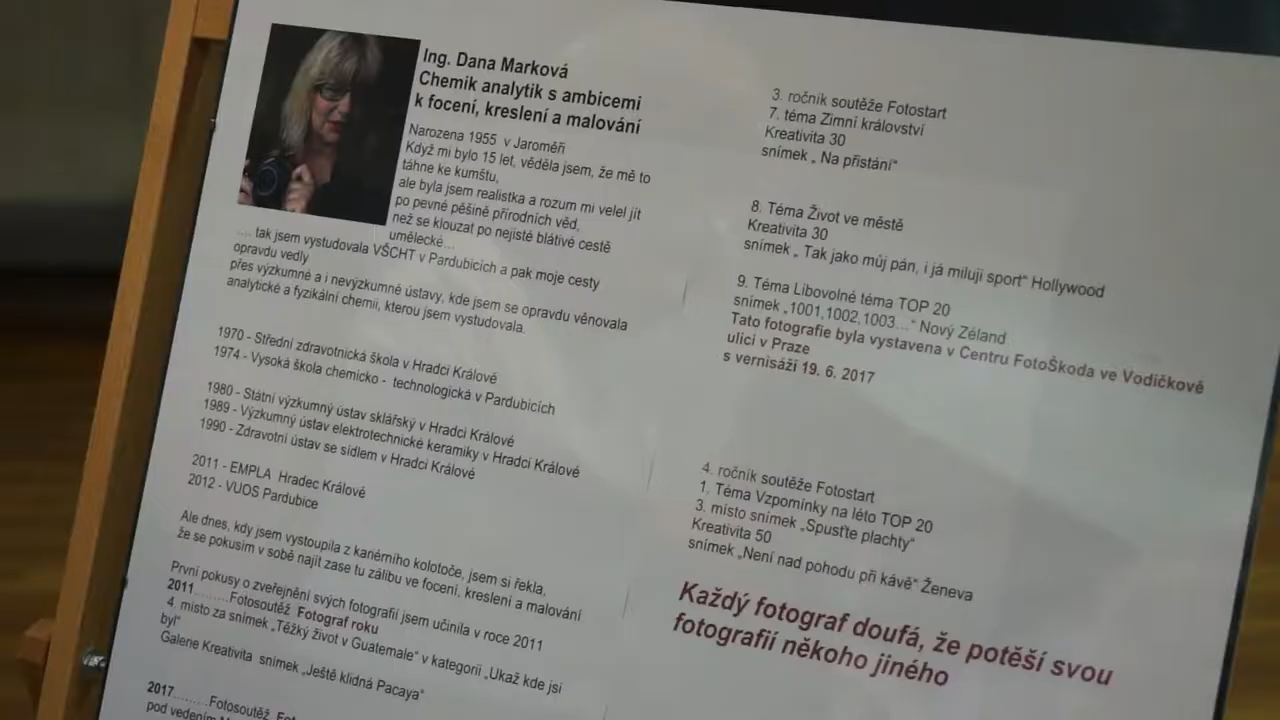 Ing. Dana Marková
Chemik analytik s ambicemi
k focení, kreslení a malování
Narozena 1955 v Jaroměři
Když mi bylo 15 let, věděla jsem, že mě to
táhne ke kumštu,
ale byla jsem realistka a rozum mi velel jít
po pevné pěšině přírodních věd,
než se klouzat po nejisté blátivé cestě
umělecké...
.... tak jsem vystudovala VŠCHT v Pardubicích a pak moje cesty
opravdu vedly
přes výzkumné a i nevýzkumné ústavy, kde jsem se opravdu věnovala
analytické a fyzikální chemii, kterou jsem vystudovala.
1970 - Střední zdravotnická škola v Hradci Králové
1974 - Vysoká škola chemicko - technologická v Pardubicích
1980 - Státní výzkumný ústav sklářský v Hradci Králové
1989 - Výzkumný ústav elektrotechnické keramiky v Hradci Králové
1990 - Zdravotní ústav se sídlem v Hradci Králové
2011 - EMPLA Hradec Králové
2012 - VUOS Pardubice
Ale dnes, kdy jsem vystoupila z kariérního kolotoče, jsem si řekla,
že se pokusím v sobě najít zase tu zálibu ve focení, kreslení a malování
První pokusy o zveřejnění svých fotografií jsem učinila v roce 2011
2011.........Fotosoutěž Fotograf roku
4. místo za snímek „Těžký život v Guatemale“ v kategorii „Ukaž kde jsi
byl“
Galerie Kreativita snímek „Ještě klidná Pacaya“
2017.........Fotosoutěž
pod vedením
3. ročník soutěže Fotostart
7. téma Zimní království
Kreativita 30
snímek „ Na přistání“
8. Téma Život ve městě
Kreativita 30
snímek „ Tak jako můj pán, i já miluji sport“ Hollywood
9. Téma Libovolné téma TOP 20
snímek „1001,1002,1003...“ Nový Zéland
Tato fotografie byla vystavena v Centru FotoŠkoda ve Vodičkově
ulici v Praze
s vernisáží 19. 6. 2017
4. ročník soutěže Fotostart
1. Téma Vzpomínky na léto TOP 20
3. místo snímek „Spusťte plachty“
Kreativita 50
snímek „Není nad pohodu při kávě“ Ženeva
Každý fotograf doufá, že potěší svou
fotografií někoho jiného